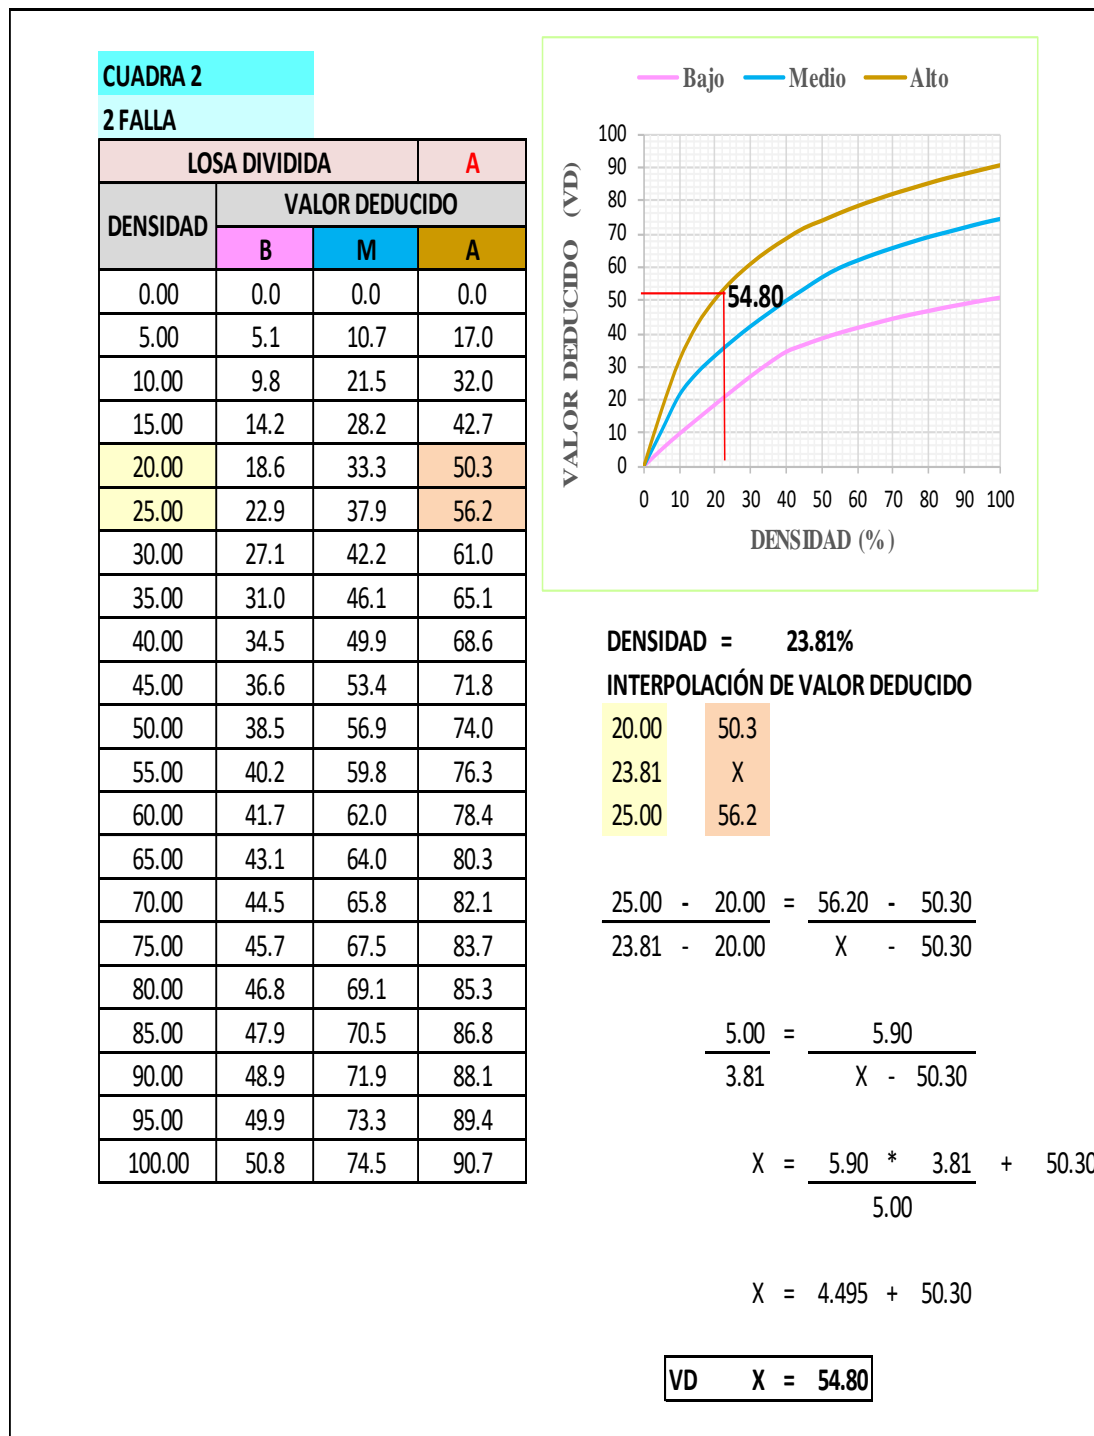 CUADRA 2
2 FALLA
LOSA DIVIDIDA A
DENSIDAD VALOR DEDUCIDO
B M A
0.00 0.0 0.0 0.0
5.00 5.1 10.7 17.0
10.00 9.8 21.5 32.0
15.00 14.2 28.2 42.7
20.00 18.6 33.3 50.3
25.00 22.9 37.9 56.2
30.00 27.1 42.2 61.0
35.00 31.0 46.1 65.1
40.00 34.5 49.9 68.6
45.00 36.6 53.4 71.8
50.00 38.5 56.9 74.0
55.00 40.2 59.8 76.3
60.00 41.7 62.0 78.4
65.00 43.1 64.0 80.3
70.00 44.5 65.8 82.1
75.00 45.7 67.5 83.7
80.00 46.8 69.1 85.3
85.00 47.9 70.5 86.8
90.00 48.9 71.9 88.1
95.00 49.9 73.3 89.4
100.00 50.8 74.5 90.7
Bajo Medio Alto
VALOR DEDUCIDO (VD)
100
90
80
70
60
50
40
30
20
10
0
54.80
0 10 20 30 40 50 60 70 80 90 100
DENSIDAD (%)
DENSIDAD = 23.81%
INTERPOLACIÓN DE VALOR DEDUCIDO
20.00 50.3
23.81 X
25.00 56.2
25.00 - 20.00 = 56.20 - 50.30
23.81 - 20.00 X - 50.30
5.00 = 5.90
3.81 X - 50.30
X = 5.90 * 3.81 + 50.30
5.00
X = 4.495 + 50.30
VD X = 54.80